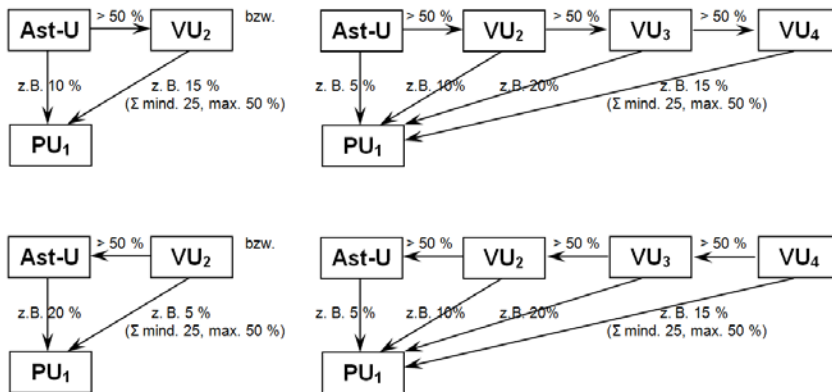 > 50 %
Ast-U
VU₂
bzw.
z.B. 10 %
z. B. 15 %
(Σ mind. 25, max. 50 %)
PU₁
> 50 %
> 50 %
> 50 %
Ast-U
VU₂
VU₃
VU₄
z. B. 5 %
z. B. 10%
z. B. 20%
z. B. 15 %
(Σ mind. 25, max. 50 %)
PU₁
> 50 %
Ast-U
VU₂
bzw.
z.B. 20 %
z. B. 5 %
(Σ mind. 25, max. 50 %)
PU₁
> 50 %
> 50 %
> 50 %
Ast-U
VU₂
VU₃
VU₄
z. B. 5 %
z. B. 10%
z. B. 20%
z. B. 15 %
(Σ mind. 25, max. 50 %)
PU₁